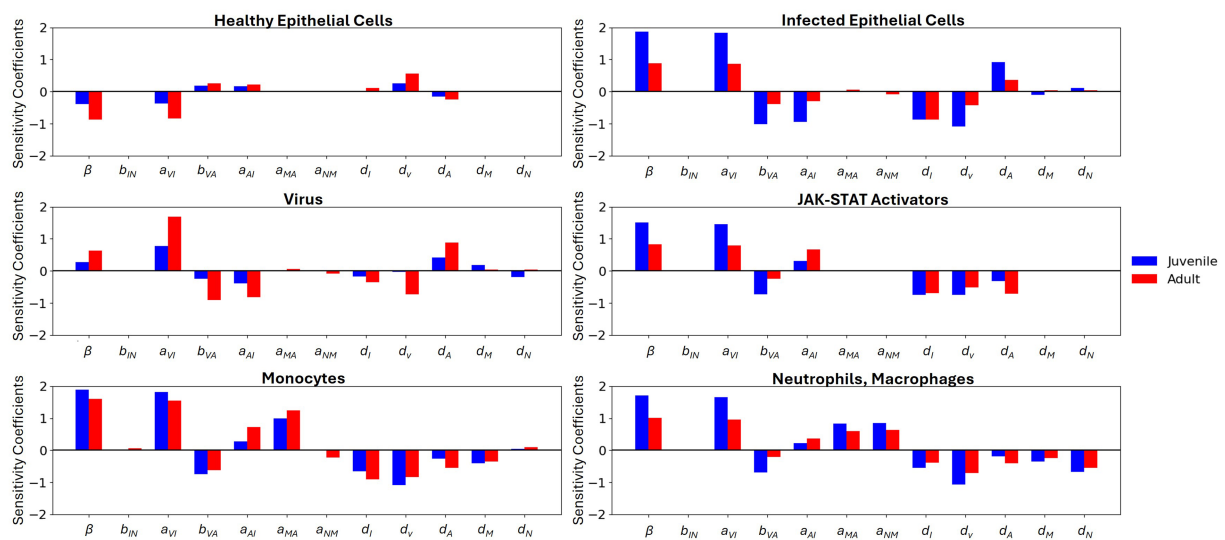 Healthy Epithelial Cells
Sensitivity Coefficients
2
1
0
−1
−2
β b_IN a_VI b_VA a_AI a_MA a_NM d_I d_v d_A d_M d_N
Infected Epithelial Cells
Sensitivity Coefficients
2
1
0
−1
−2
β b_IN a_VI b_VA a_AI a_MA a_NM d_I d_v d_A d_M d_N
Virus
Sensitivity Coefficients
2
1
0
−1
−2
β b_IN a_VI b_VA a_AI a_MA a_NM d_I d_v d_A d_M d_N
JAK-STAT Activators
Sensitivity Coefficients
2
1
0
−1
−2
β b_IN a_VI b_VA a_AI a_MA a_NM d_I d_v d_A d_M d_N
Juvenile
Adult
Monocytes
Sensitivity Coefficients
2
1
0
−1
−2
β b_IN a_VI b_VA a_AI a_MA a_NM d_I d_v d_A d_M d_N
Neutrophils, Macrophages
Sensitivity Coefficients
2
1
0
−1
−2
β b_IN a_VI b_VA a_AI a_MA a_NM d_I d_v d_A d_M d_N